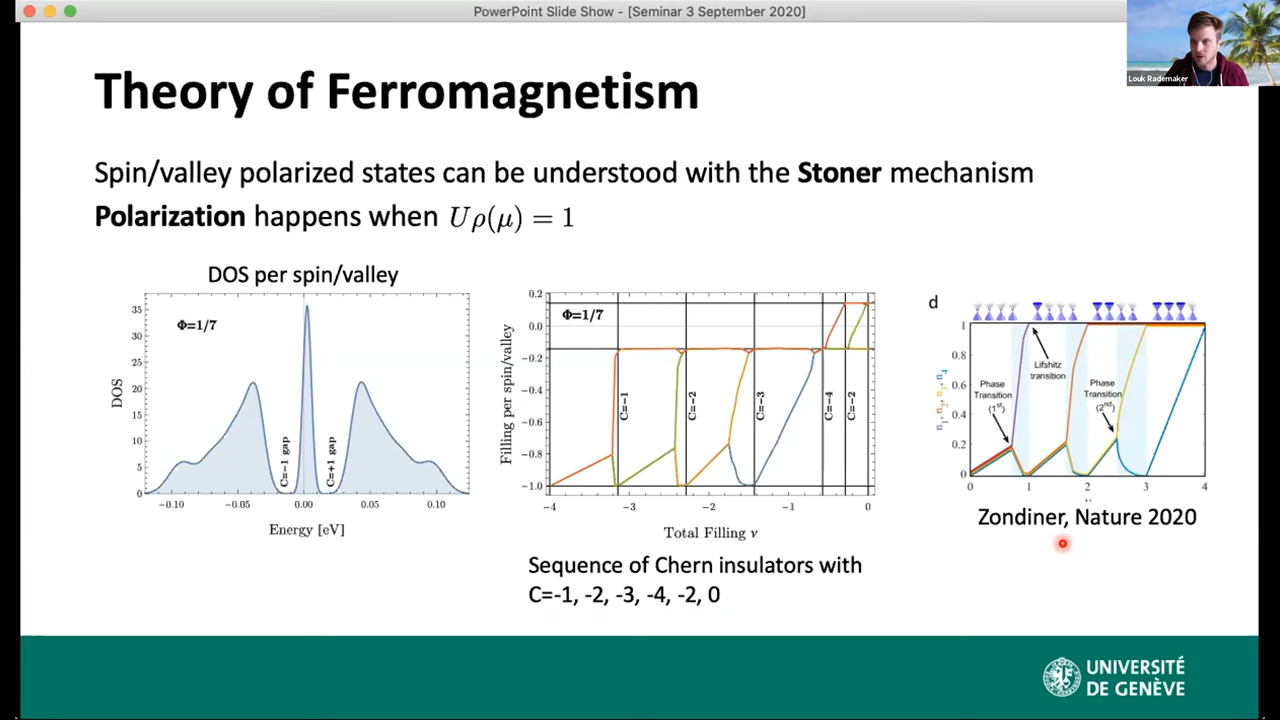 PowerPoint Slide Show - [Seminar 3 September 2020]
Louk Rademaker
Theory of Ferromagnetism
Spin/valley polarized states can be understood with the Stoner mechanism
Polarization happens when Uρ(μ) = 1
DOS per spin/valley
Φ=1/7
DOS
35
30
25
20
15
10
5
0
C=-1 gap
C=+1 gap
-0.10 -0.05 0.00 0.05 0.10
Energy [eV]
Φ=1/7
Filling per spin/valley
0.2
0.0
-0.2
-0.4
-0.6
-0.8
-1.0
C=-1
C=-2
C=-3
C=-4
C=-2
-4 -3 -2 -1 0
Total Filling ν
Sequence of Chern insulators with
C=-1, -2, -3, -4, -2, 0
d
n1, n2, n3, n4
1
0.8
0.6
0.4
0.2
0
Lifshitz
transition
Phase
Transition
(1st)
Phase
Transition
(2nd)
0 1 2 3 4
Zondiner, Nature 2020
UNIVERSITÉ
DE GENÈVE